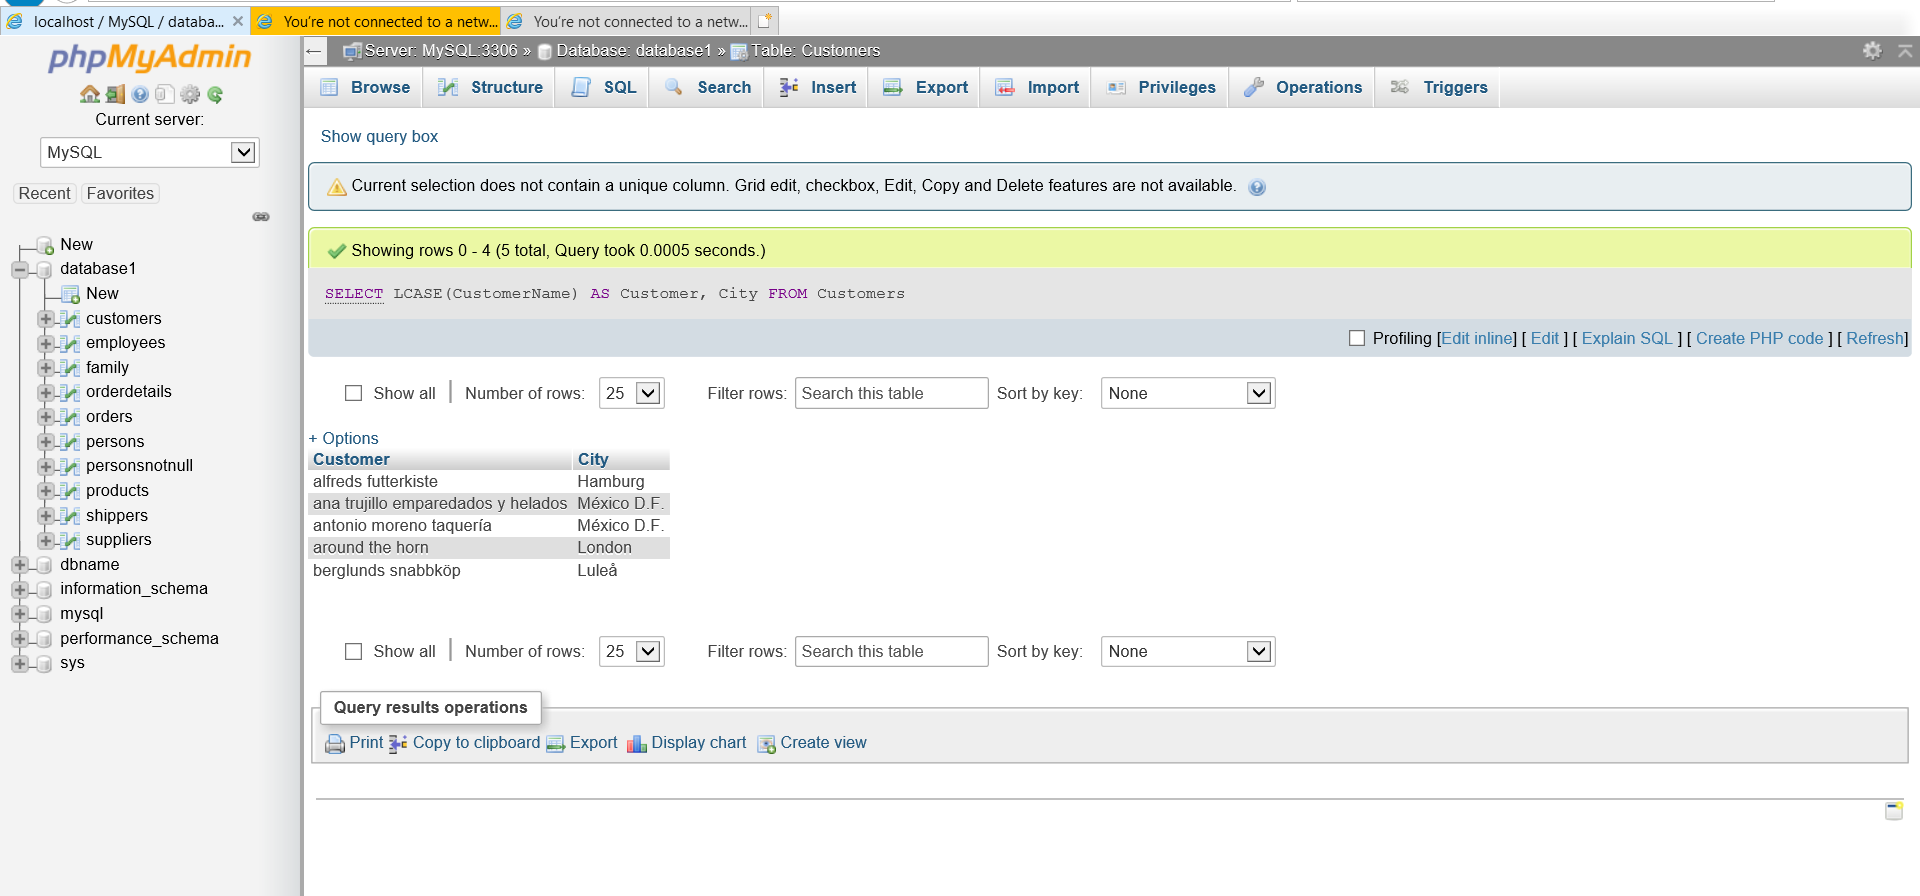 localhost / MySQL / databa...
You're not connected to a netw...
You're not connected to a netw...
phpMyAdmin
Current server:
MySQL
Recent Favorites
New
database1
New
customers
employees
family
orderdetails
orders
persons
personsnotnull
products
shippers
suppliers
dbname
information_schema
mysql
performance_schema
sys
Server: MySQL:3306 » Database: database1 » Table: Customers
Browse Structure SQL Search Insert Export Import Privileges Operations Triggers
Show query box
Current selection does not contain a unique column. Grid edit, checkbox, Edit, Copy and Delete features are not available.
Showing rows 0 - 4 (5 total, Query took 0.0005 seconds.)
SELECT LCASE(CustomerName) AS Customer, City FROM Customers
Profiling [Edit inline] [ Edit ] [ Explain SQL ] [ Create PHP code ] [ Refresh]
Show all | Number of rows: 25 Filter rows: Search this table Sort by key: None
+ Options
Customer City
alfreds futterkiste Hamburg
ana trujillo emparedados y helados México D.F.
antonio moreno taquería México D.F.
around the horn London
berglunds snabbköp Luleå
Show all | Number of rows: 25 Filter rows: Search this table Sort by key: None
Query results operations
Print Copy to clipboard Export Display chart Create view